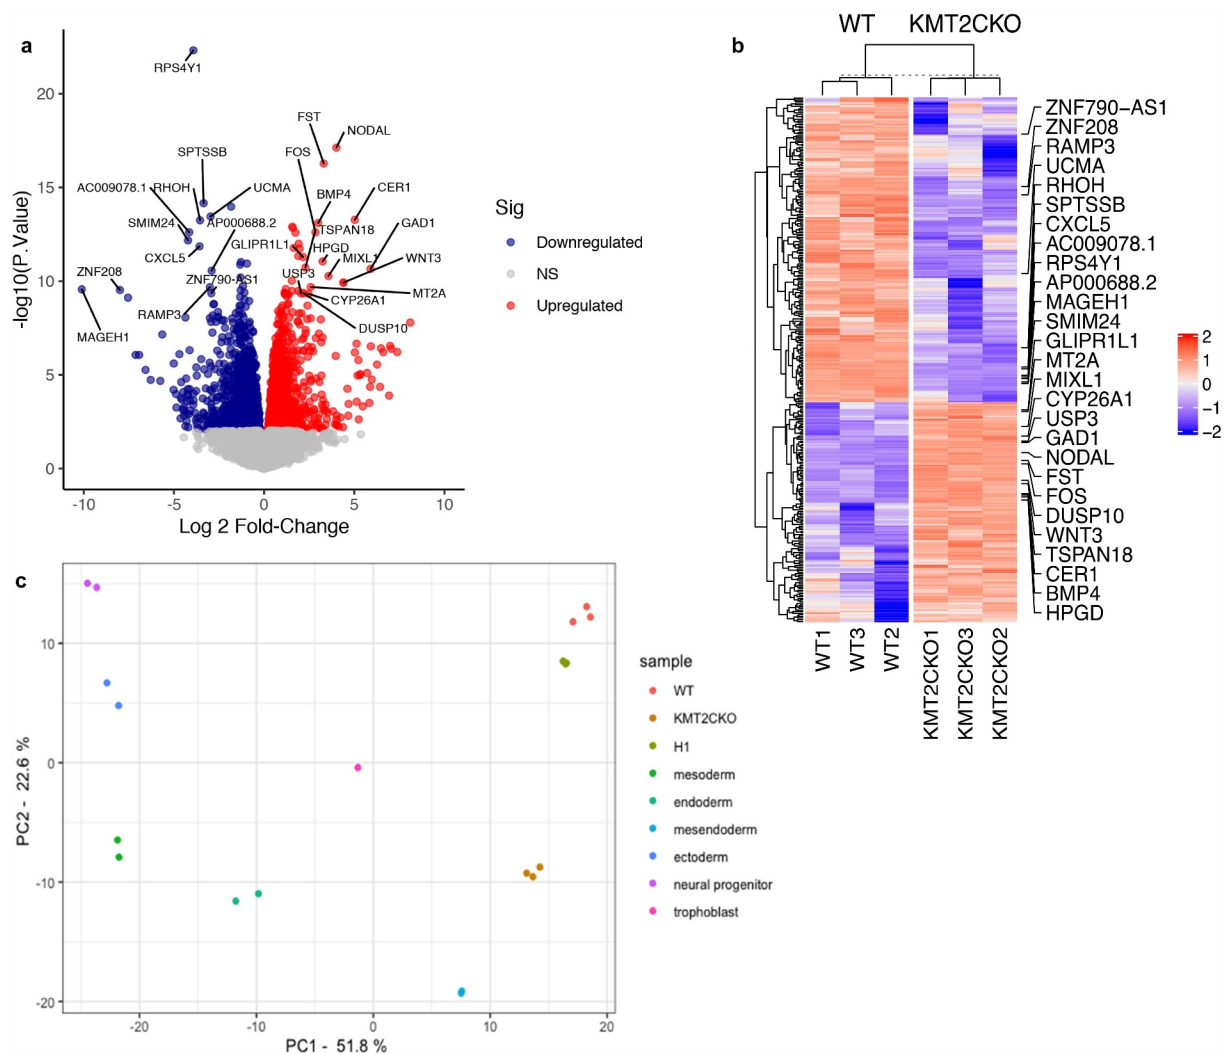 a
-log10(P.Value)
20
15
10
5
0
-10
-5
0
5
10
Log 2 Fold-Change
RPS4Y1
FST
NODAL
SPTSSB
FOS
AC009078.1
RHOH
UCMA
BMP4
CER1
SMIM24
AP000688.2
TSPAN18
GAD1
GLIPR1L1
HPGD
CXCL5
MIXL1
WNT3
ZNF208
ZNF790-AS1
USP3
CYP26A1
MT2A
RAMP3
MAGEH1
DUSP10
Sig
Downregulated
NS
Upregulated
b
WT KMT2CKO
ZNF790-AS1
ZNF208
RAMP3
UCMA
RHOH
SPTSSB
CXCL5
AC009078.1
RPS4Y1
AP000688.2
MAGEH1
SMIM24
GLIPR1L1
MT2A
MIXL1
CYP26A1
USP3
GAD1
NODAL
FST
FOS
DUSP10
WNT3
TSPAN18
CER1
BMP4
HPGD
2
1
0
-1
-2
WT1
WT3
WT2
KMT2CKO1
KMT2CKO3
KMT2CKO2
c
PC2 - 22.6 %
10
0
-10
-20
-20
-10
0
10
20
PC1 - 51.8 %
sample
WT
KMT2CKO
H1
mesoderm
endoderm
mesendoderm
ectoderm
neural progenitor
trophoblast